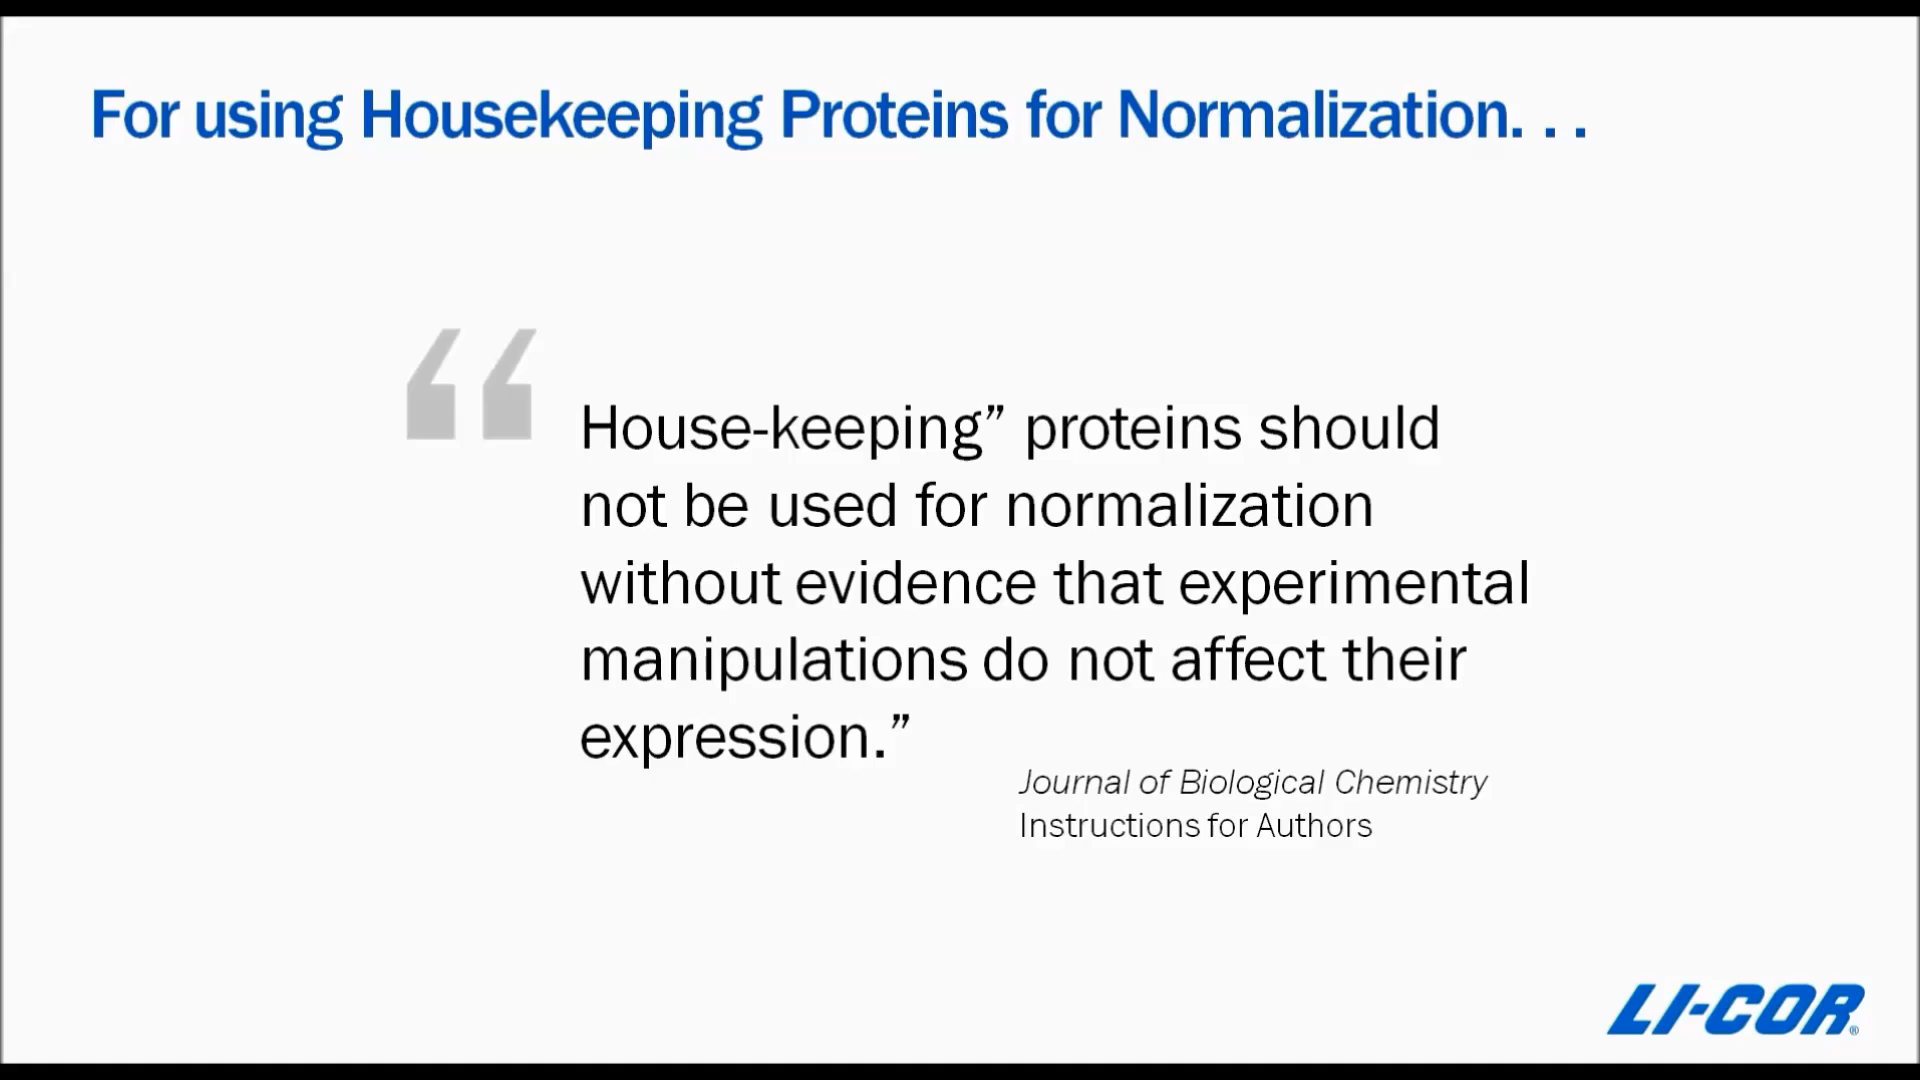 For using Housekeeping Proteins for Normalization. . .
“
House-keeping” proteins should
not be used for normalization
without evidence that experimental
manipulations do not affect their
expression.”
Journal of Biological Chemistry
Instructions for Authors
LI-COR®